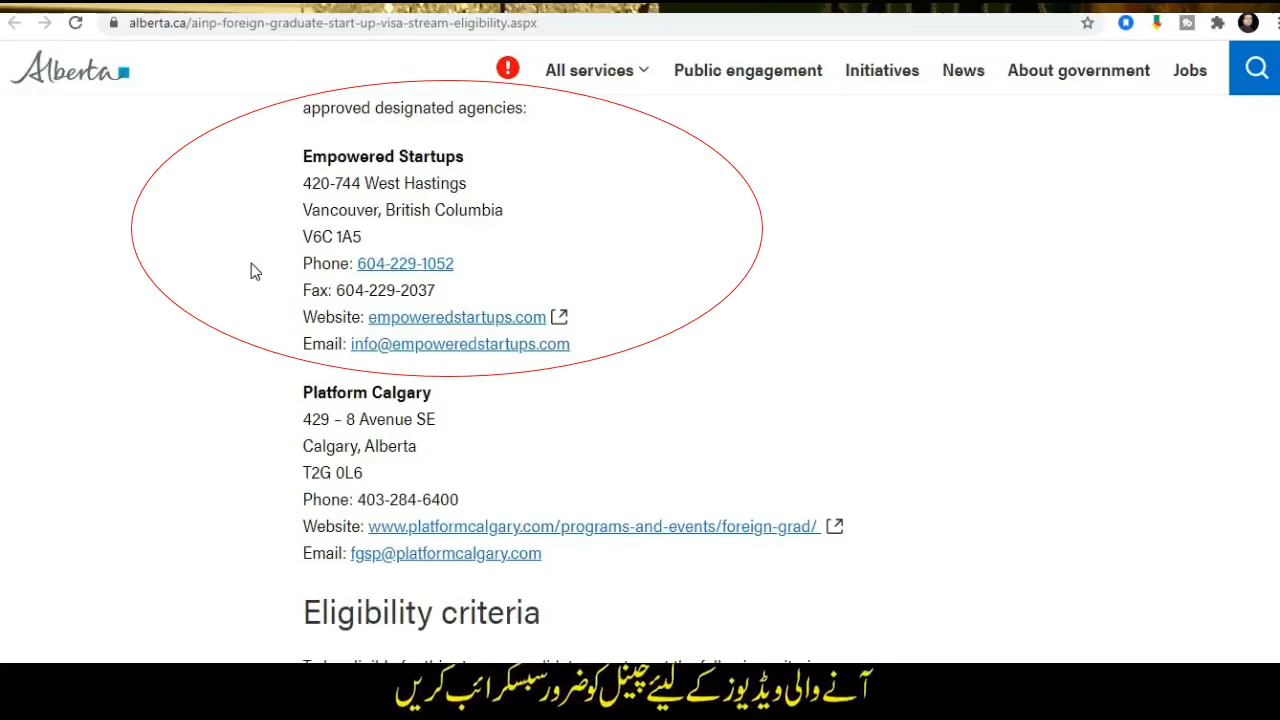 alberta.ca/ainp-foreign-graduate-start-up-visa-stream-eligibility.aspx
Alberta
All services
Public engagement
Initiatives
News
About government
Jobs
approved designated agencies:
Empowered Startups
420-744 West Hastings
Vancouver, British Columbia
V6C 1A5
Phone: 604-229-1052
Fax: 604-229-2037
Website: empoweredstartups.com
Email: info@empoweredstartups.com
Platform Calgary
429 – 8 Avenue SE
Calgary, Alberta
T2G 0L6
Phone: 403-284-6400
Website: www.platformcalgary.com/programs-and-events/foreign-grad/
Email: fgsp@platformcalgary.com
Eligibility criteria
آنے والی ویڈیوز کے لیئے چینل کو ضرور سبسکرائب کریں